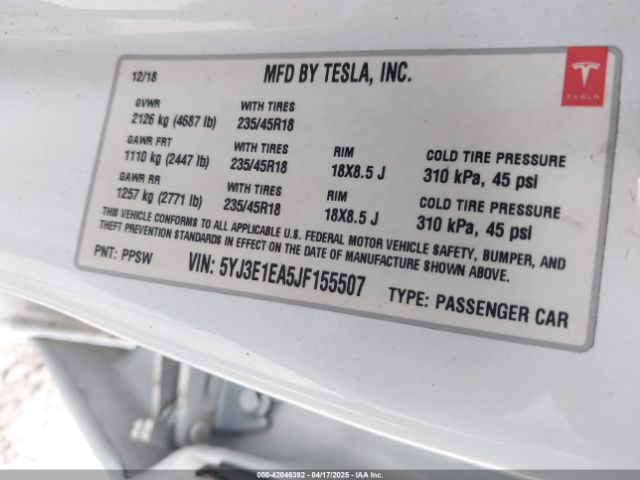 12/18 MFD BY TESLA, INC.
TESLA
GVWR WITH TIRES
2126 kg (4687 lb) 235/45R18
GAWR FRT WITH TIRES RIM COLD TIRE PRESSURE
1110 kg (2447 lb) 235/45R18 18X8.5 J 310 kPa, 45 psi
GAWR RR WITH TIRES RIM COLD TIRE PRESSURE
1257 kg (2771 lb) 235/45R18 18X8.5 J 310 kPa, 45 psi
THIS VEHICLE CONFORMS TO ALL APPLICABLE U.S. FEDERAL MOTOR VEHICLE SAFETY, BUMPER, AND
THEFT PREVENTION STANDARDS IN EFFECT ON THE DATE OF MANUFACTURE SHOWN ABOVE.
PNT: PPSW VIN: 5YJ3E1EA5JF155507 TYPE: PASSENGER CAR
000-42046392 - 04/17/2025 - IAAI, Inc.